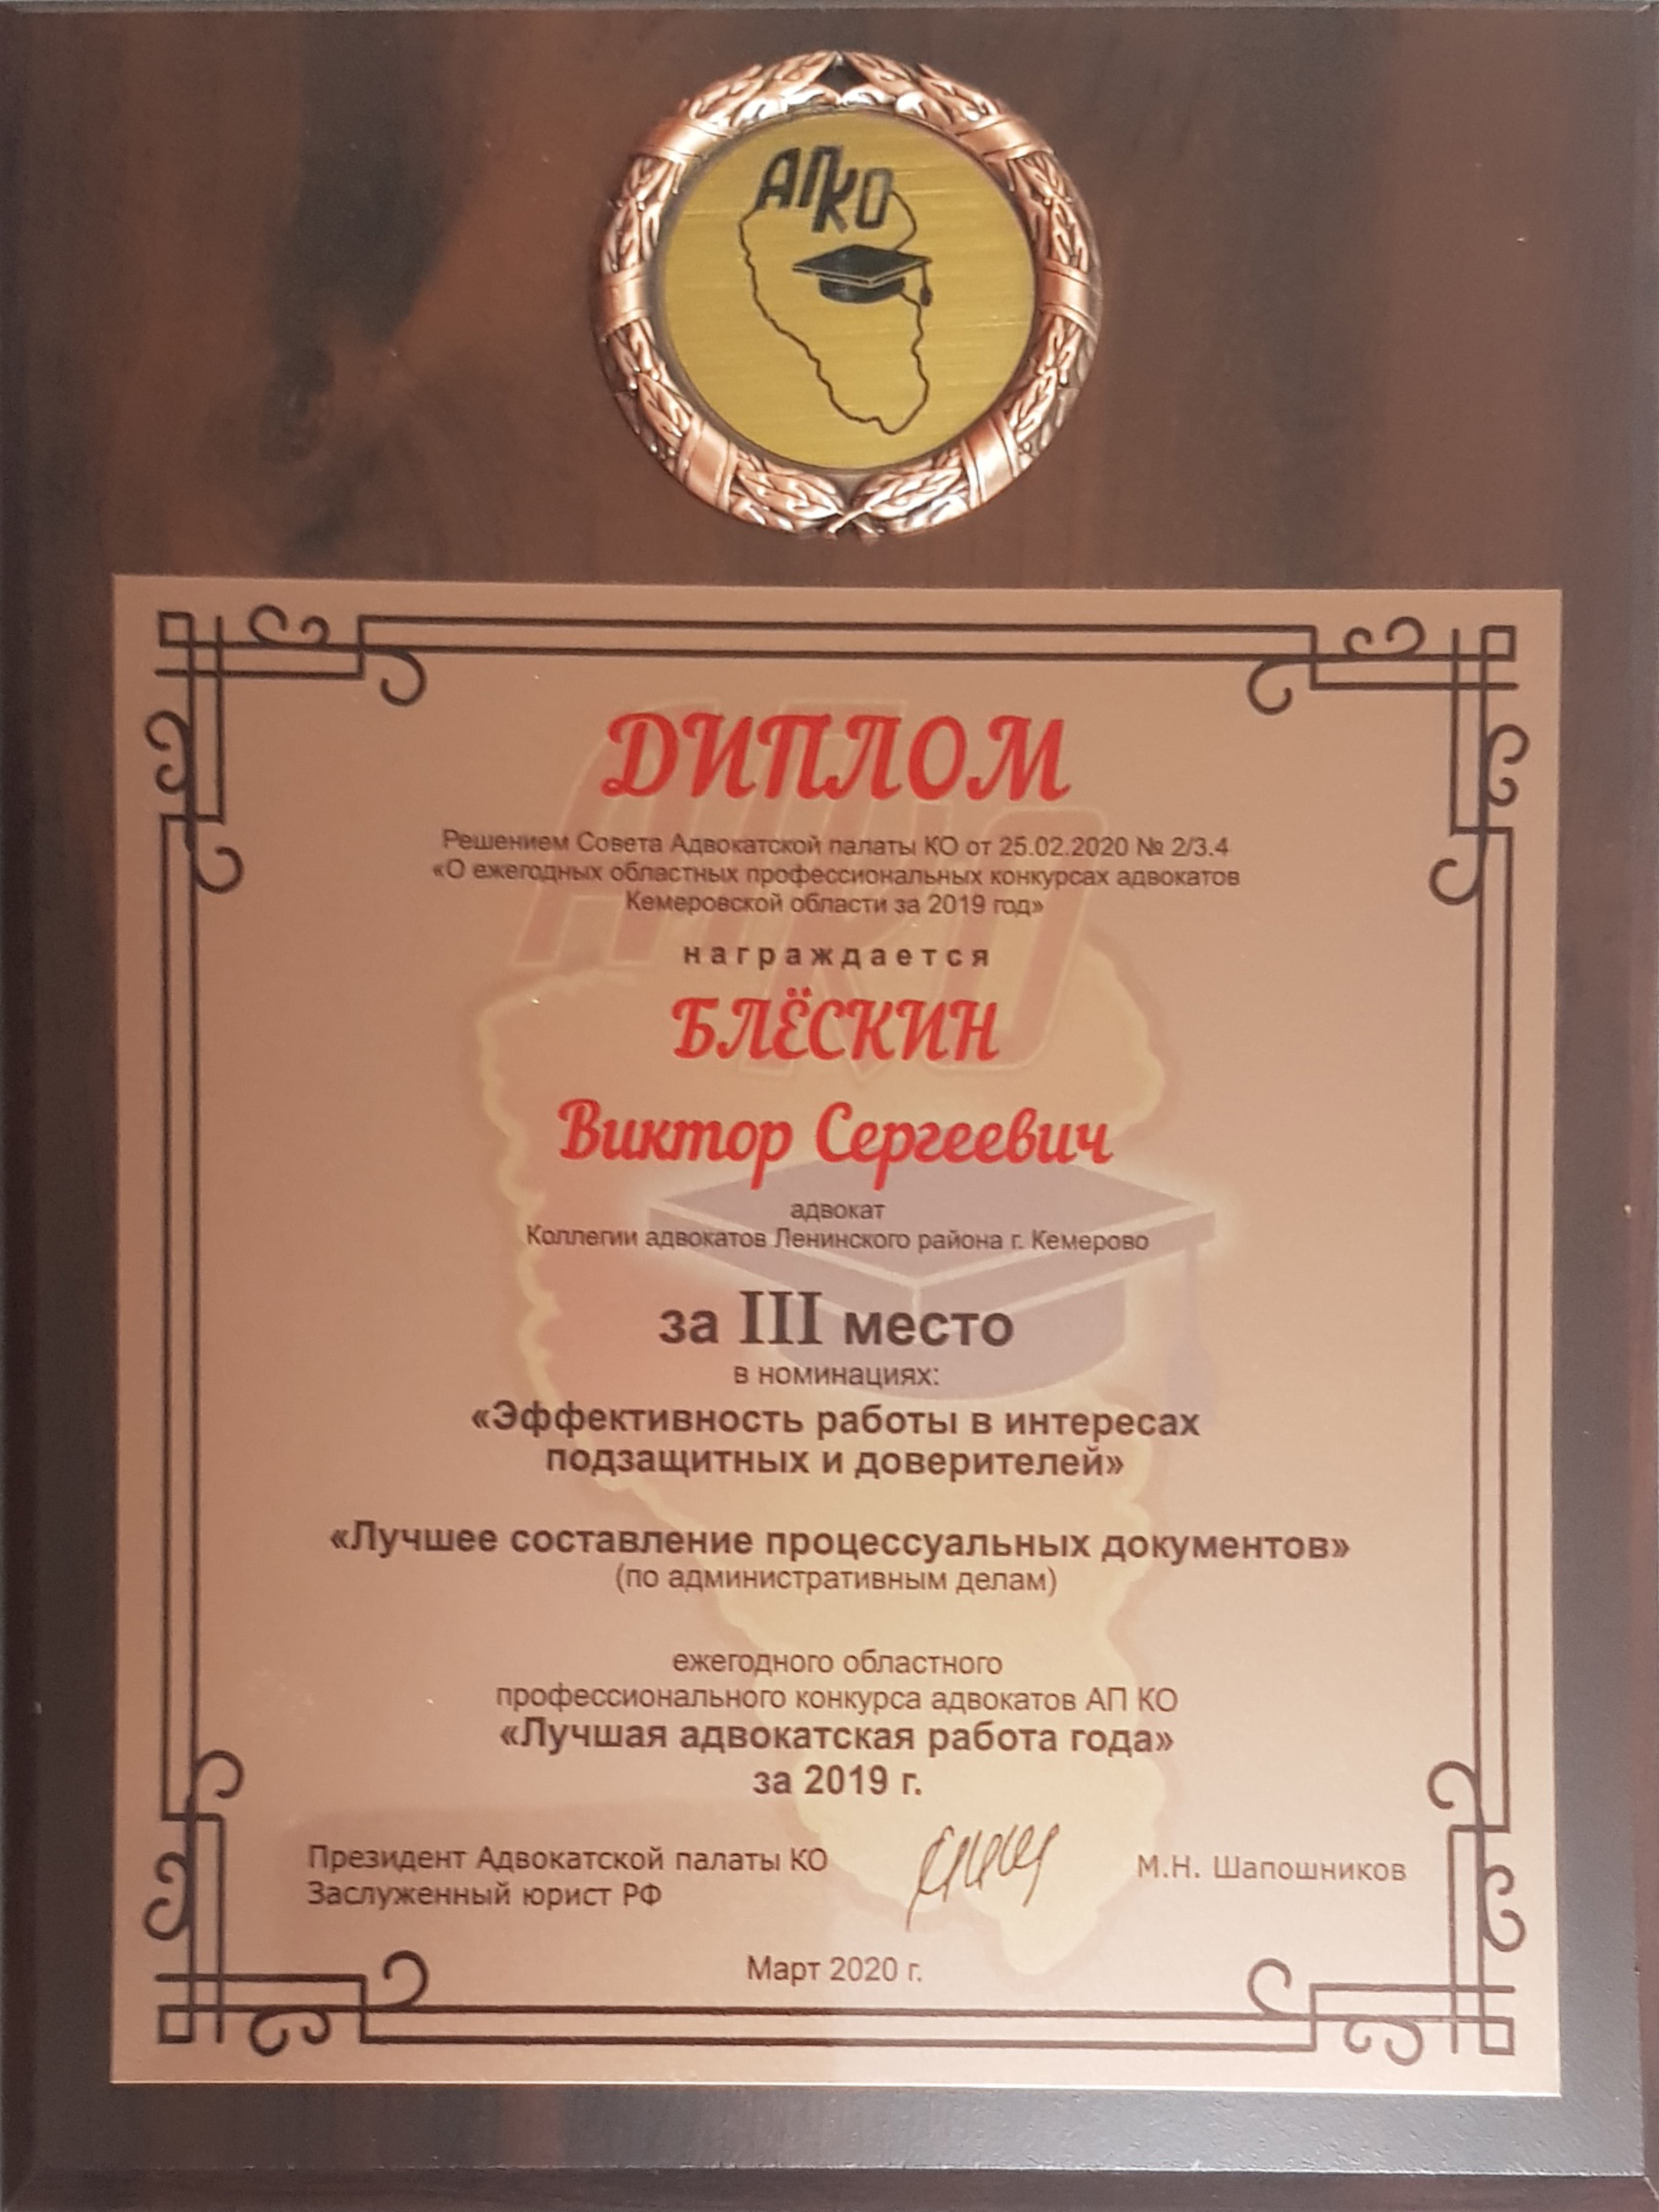 АПКО
ДИПЛОМ
Решением Совета Адвокатской палаты КО от 25.02.2020 № 2/3.4
«О ежегодных областных профессиональных конкурсах адвокатов
Кемеровской области за 2019 год»
награждается
БЛЁСКИН
Виктор Сергеевич
адвокат
Коллегии адвокатов Ленинского района г. Кемерово
за III место
в номинациях:
«Эффективность работы в интересах
подзащитных и доверителей»
«Лучшее составление процессуальных документов»
(по административным делам)
ежегодного областного
профессионального конкурса адвокатов АП КО
«Лучшая адвокатская работа года»
за 2019 г.
Президент Адвокатской палаты КО
Заслуженный юрист РФ
М.Н. Шапошников
Март 2020 г.